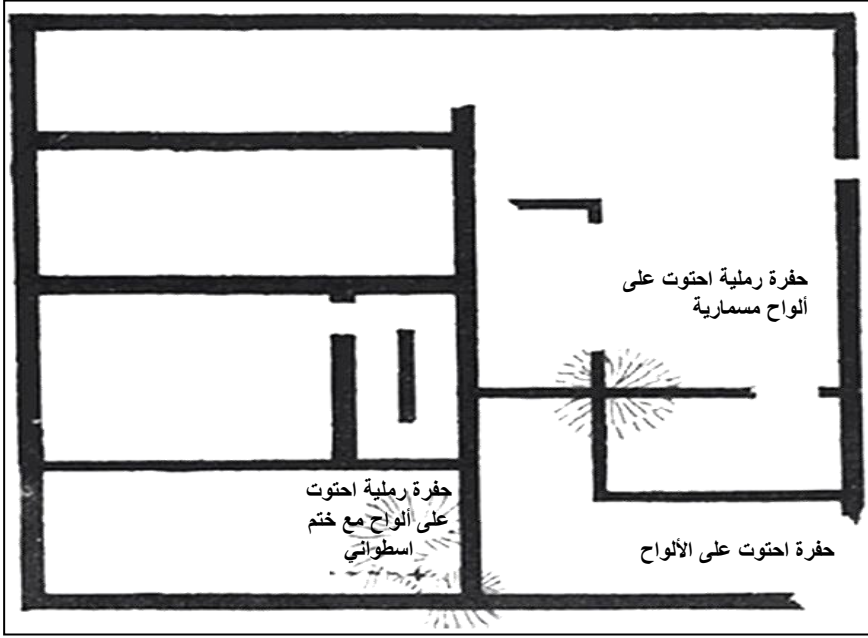 حفرة رملية احتوت على
ألواح مسمارية
حفرة رملية احتوت
على ألواح مع ختم
اسطواني
حفرة احتوت على الألواح